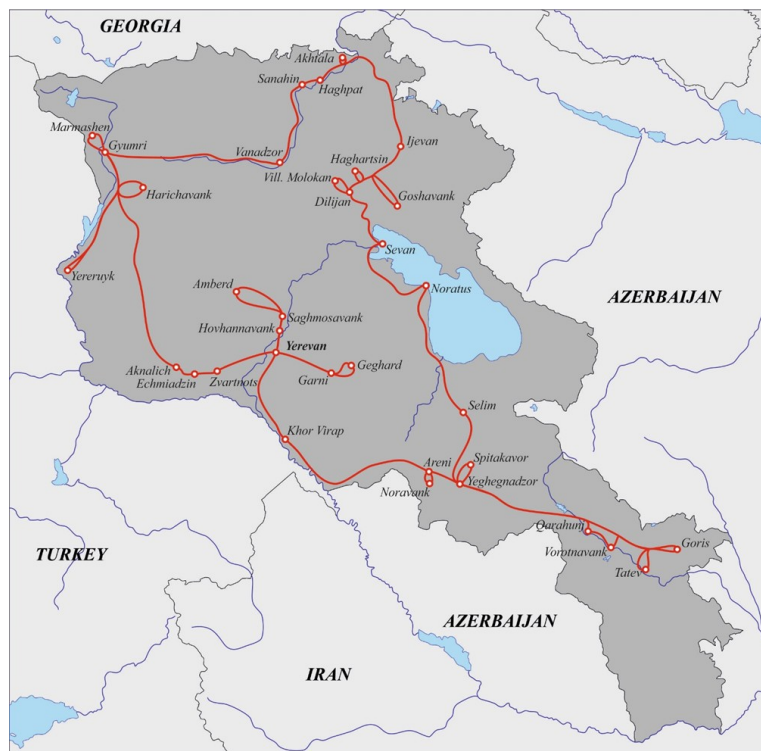 GEORGIA
Akhtala
Sanahin
Haghpat
Marmashen
Gyumri
Ijevan
Vanadzor
Haghartsin
Vill. Molokan
Harichavank
Dilijan
Goshavank
Sevan
Yereruyk
Amberd
Noratus
AZERBAIJAN
Saghmosavank
Hovhannavank
Yerevan
Aknalich
Echmiadzin
Zvartnots
Garni
Geghard
Selim
Khor Virap
Areni
Spitakavor
Noravank
Yeghegnadzor
Qarahunj
Vorotnavank
Goris
TURKEY
Tatev
AZERBAIJAN
IRAN